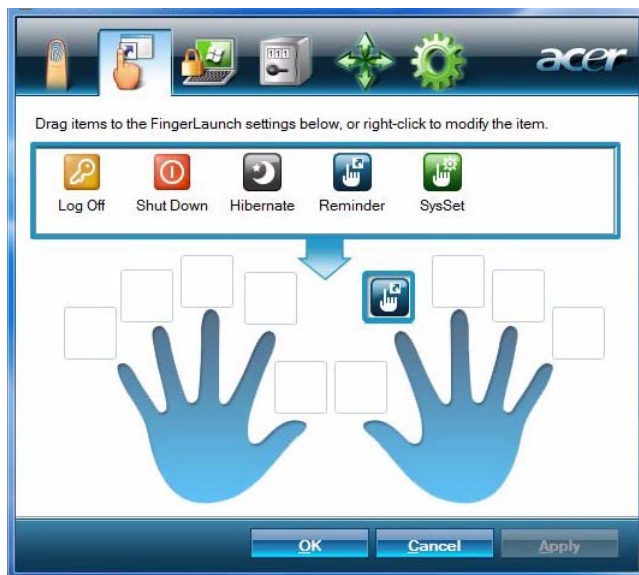 acer
Drag items to the FingerLaunch settings below, or right-click to modify the item.
Log Off Shut Down Hibernate Reminder SysSet
OK Cancel Apply